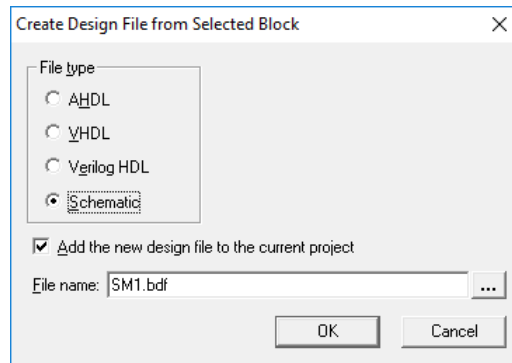 Create Design File from Selected Block
File type
AHDL
VHDL
Verilog HDL
Schematic
Add the new design file to the current project
File name: SM1.bdf ...
OK Cancel